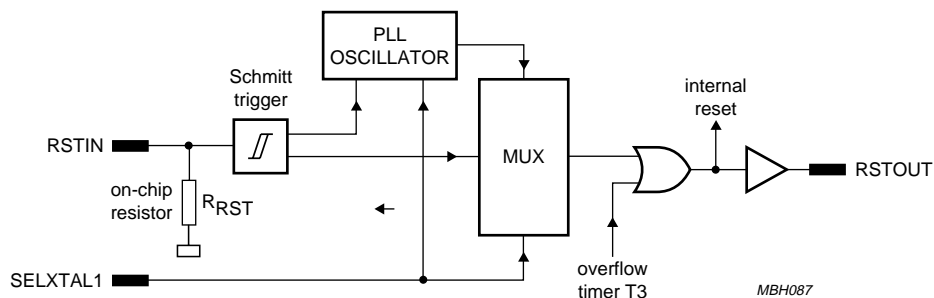 PLL
OSCILLATOR
Schmitt
trigger
internal
reset
RSTIN
MUX
RSTOUT
on-chip
resistor
RRST
SELXTAL1
overflow
timer T3
MBH087